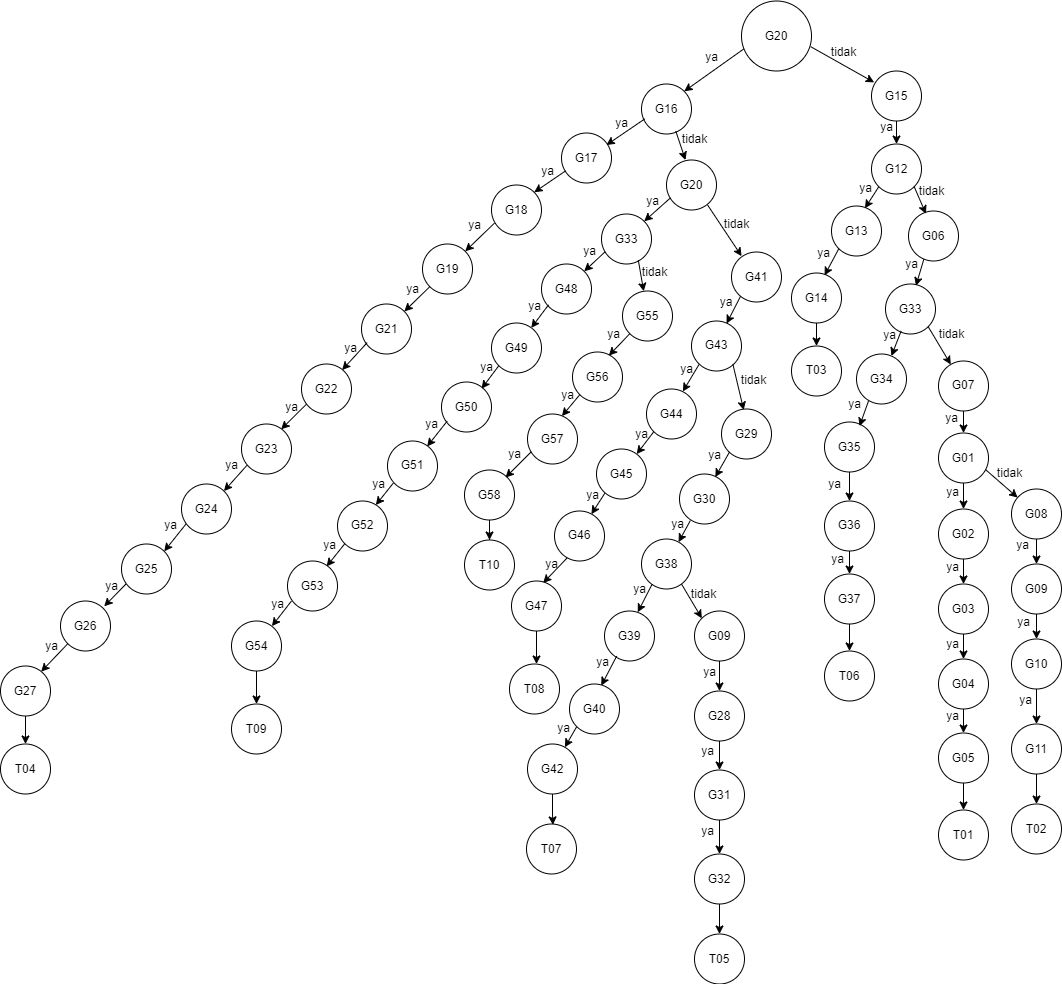 G20
ya
tidak
G16
G15
ya
tidak
ya
G17
G12
ya
G20
ya
tidak
G18
ya
tidak
G13
G06
ya
G33
ya
ya
G19
ya
tidak
G41
G14
G33
ya
G48
ya
ya
tidak
G21
ya
G55
G43
T03
G34
G07
ya
G49
ya
ya
tidak
ya
ya
G22
ya
G56
G44
G29
G35
G01
ya
G50
ya
ya
ya
ya
ya
tidak
G23
ya
G57
G45
G30
G36
G02
G08
ya
G51
ya
ya
ya
ya
ya
ya
G24
ya
G58
G46
G38
G37
G03
G09
ya
G52
T10
ya
ya
tidak
ya
ya
G25
ya
G47
G39
G09
T06
G04
G10
ya
G53
T08
ya
ya
ya
ya
G26
ya
G40
G28
G05
G11
ya
G54
ya
ya
G27
T09
G42
G31
T01
T02
T04
T07
ya
G32
T05